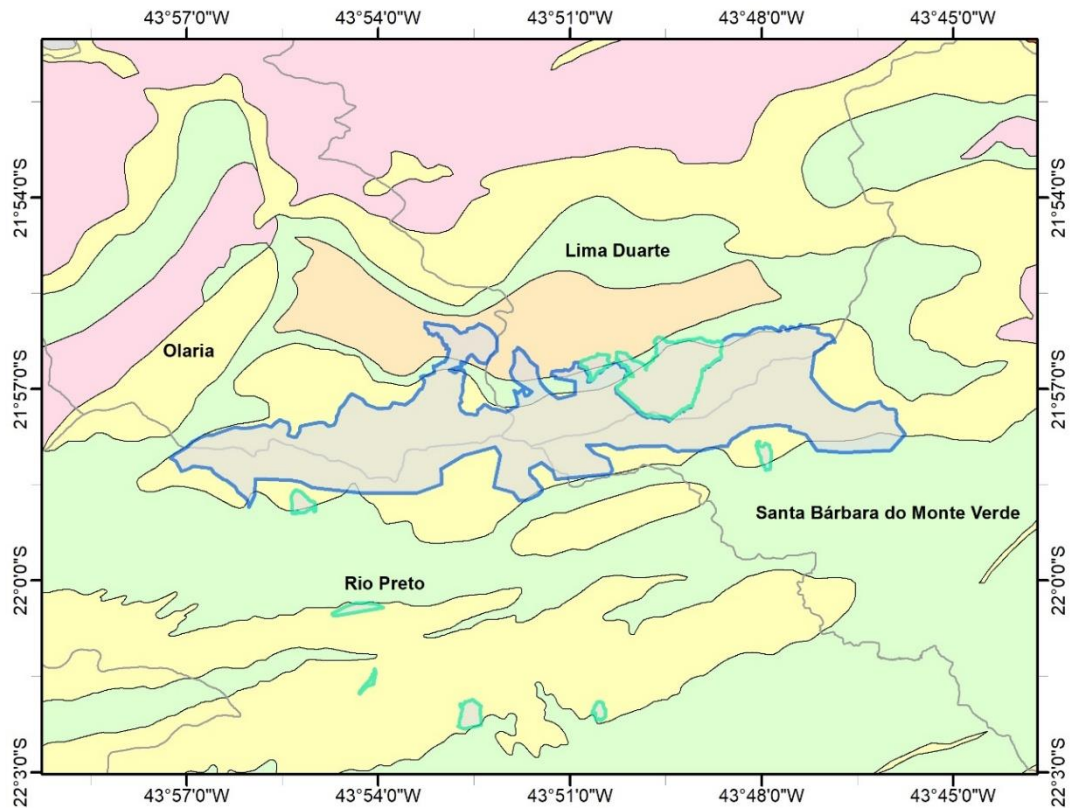 43°57'0"W 43°54'0"W 43°51'0"W 43°48'0"W 43°45'0"W
21°54'0"S 21°54'0"S
Lima Duarte
Olaria
21°57'0"S 21°57'0"S
Santa Bárbara do Monte Verde
22°0'0"S 22°0'0"S
Rio Preto
22°3'0"S 22°3'0"S
43°57'0"W 43°54'0"W 43°51'0"W 43°48'0"W 43°45'0"W